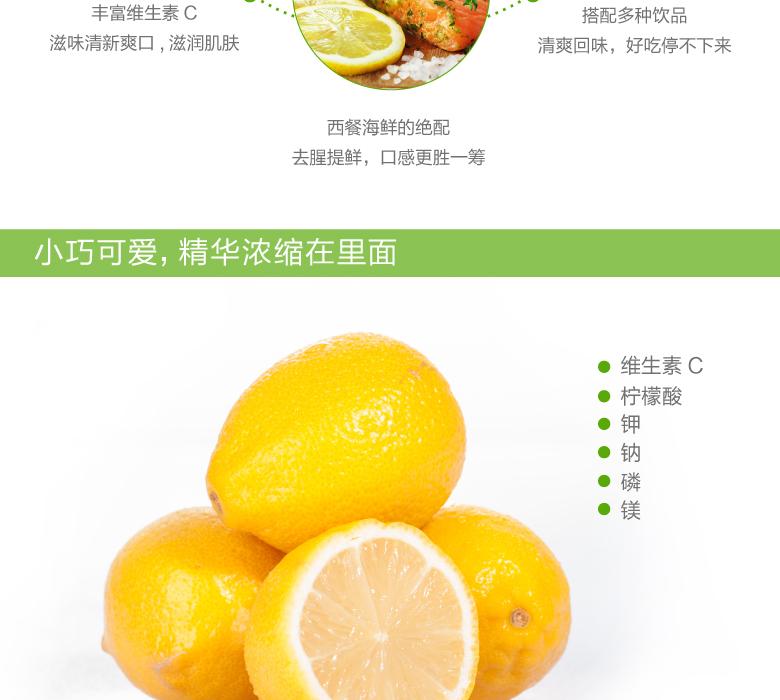 丰富维生素 C
滋味清新爽口 , 滋润肌肤
搭配多种饮品
清爽回味，好吃停不下来
西餐海鲜的绝配
去腥提鲜，口感更胜一筹
小巧可爱, 精华浓缩在里面
维生素 C
柠檬酸
钾
钠
磷
镁